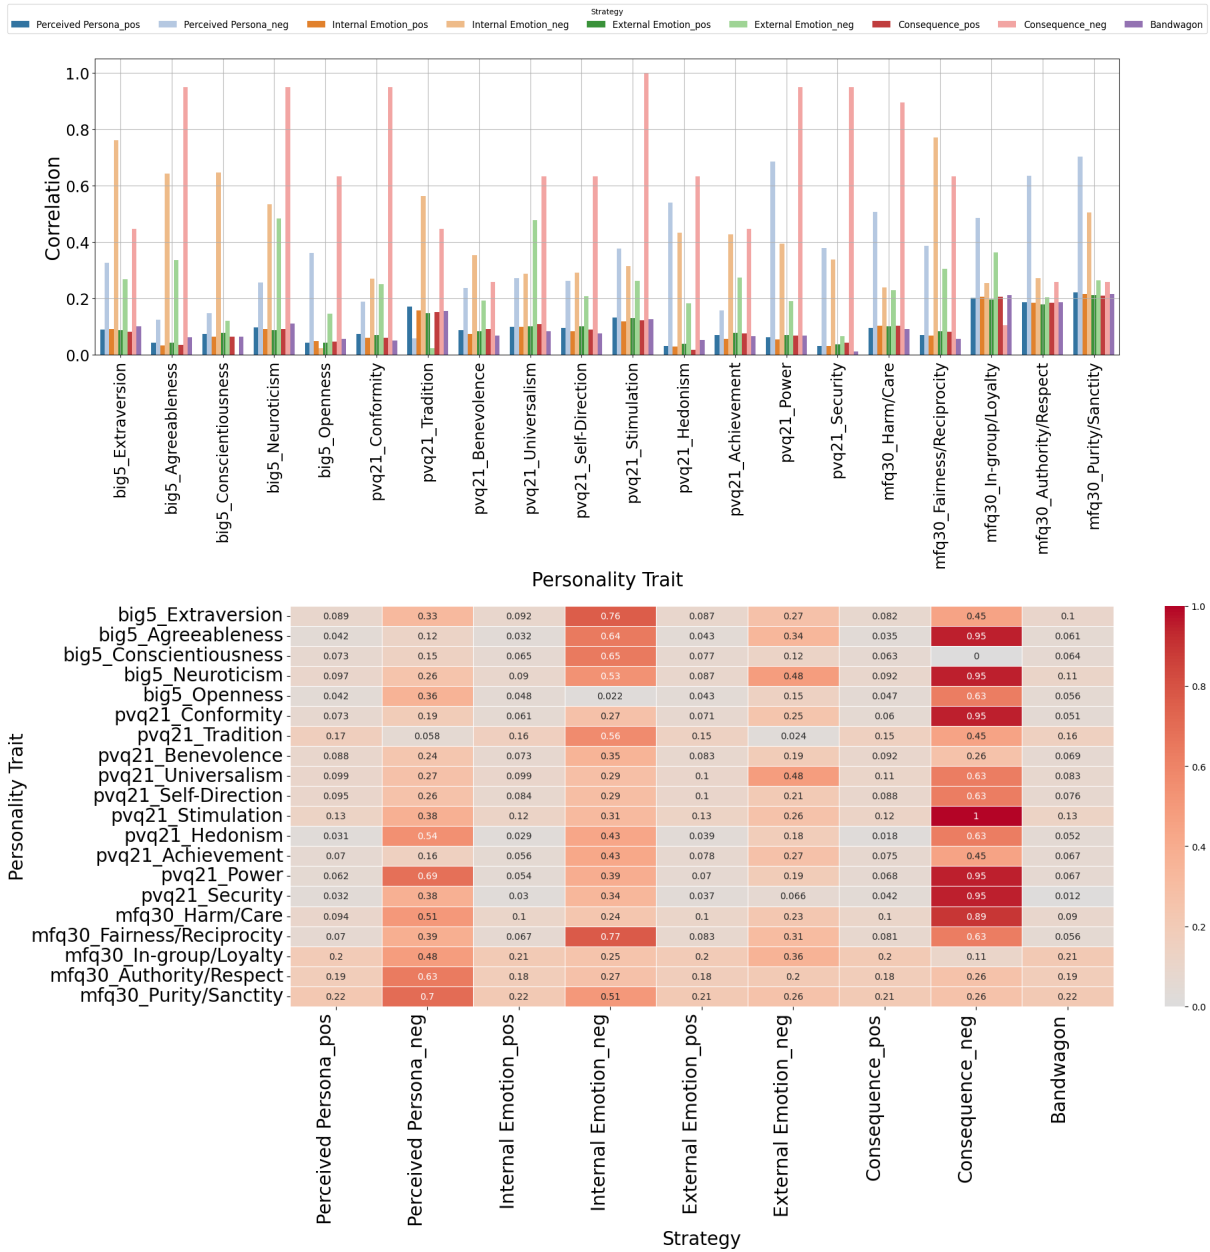 Strategy
Perceived Persona_pos Perceived Persona_neg Internal Emotion_pos Internal Emotion_neg External Emotion_pos External Emotion_neg Consequence_pos Consequence_neg Bandwagon
1.0
0.8
0.6
0.4
0.2
0.0
Correlation
big5_Extraversion
big5_Agreeableness
big5_Conscientiousness
big5_Neuroticism
big5_Openness
pvq21_Conformity
pvq21_Tradition
pvq21_Benevolence
pvq21_Universalism
pvq21_Self-Direction
pvq21_Stimulation
pvq21_Hedonism
pvq21_Achievement
pvq21_Power
pvq21_Security
mfq30_Harm/Care
mfq30_Fairness/Reciprocity
mfq30_In-group/Loyalty
mfq30_Authority/Respect
mfq30_Purity/Sanctity
Personality Trait
Personality Trait
big5_Extraversion 0.089 0.33 0.092 0.76 0.087 0.27 0.082 0.45 0.1
big5_Agreeableness 0.042 0.12 0.032 0.64 0.043 0.34 0.035 0.95 0.061
big5_Conscientiousness 0.073 0.15 0.065 0.65 0.077 0.12 0.063 0 0.064
big5_Neuroticism 0.097 0.26 0.09 0.53 0.087 0.48 0.092 0.95 0.11
big5_Openness 0.042 0.36 0.048 0.022 0.043 0.15 0.047 0.63 0.056
pvq21_Conformity 0.073 0.19 0.061 0.27 0.071 0.25 0.06 0.95 0.051
pvq21_Tradition 0.17 0.058 0.16 0.56 0.15 0.024 0.15 0.45 0.16
pvq21_Benevolence 0.088 0.24 0.073 0.35 0.083 0.19 0.092 0.26 0.069
pvq21_Universalism 0.099 0.27 0.099 0.29 0.1 0.48 0.11 0.63 0.083
pvq21_Self-Direction 0.095 0.26 0.084 0.29 0.1 0.21 0.088 0.63 0.076
pvq21_Stimulation 0.13 0.38 0.12 0.31 0.13 0.26 0.12 1 0.13
pvq21_Hedonism 0.031 0.54 0.029 0.43 0.039 0.18 0.018 0.63 0.052
pvq21_Achievement 0.07 0.16 0.056 0.43 0.078 0.27 0.075 0.45 0.067
pvq21_Power 0.062 0.69 0.054 0.39 0.07 0.19 0.068 0.95 0.067
pvq21_Security 0.032 0.38 0.03 0.34 0.037 0.066 0.042 0.95 0.012
mfq30_Harm/Care 0.094 0.51 0.1 0.24 0.1 0.23 0.1 0.89 0.09
mfq30_Fairness/Reciprocity 0.07 0.39 0.067 0.77 0.083 0.31 0.081 0.63 0.056
mfq30_In-group/Loyalty 0.2 0.48 0.21 0.25 0.2 0.36 0.2 0.11 0.21
mfq30_Authority/Respect 0.19 0.63 0.18 0.27 0.18 0.2 0.18 0.26 0.19
mfq30_Purity/Sanctity 0.22 0.7 0.22 0.51 0.21 0.26 0.21 0.26 0.22
1.0
0.8
0.6
0.4
0.2
0.0
Perceived Persona_pos
Perceived Persona_neg
Internal Emotion_pos
Internal Emotion_neg
External Emotion_pos
External Emotion_neg
Consequence_pos
Consequence_neg
Bandwagon
Strategy